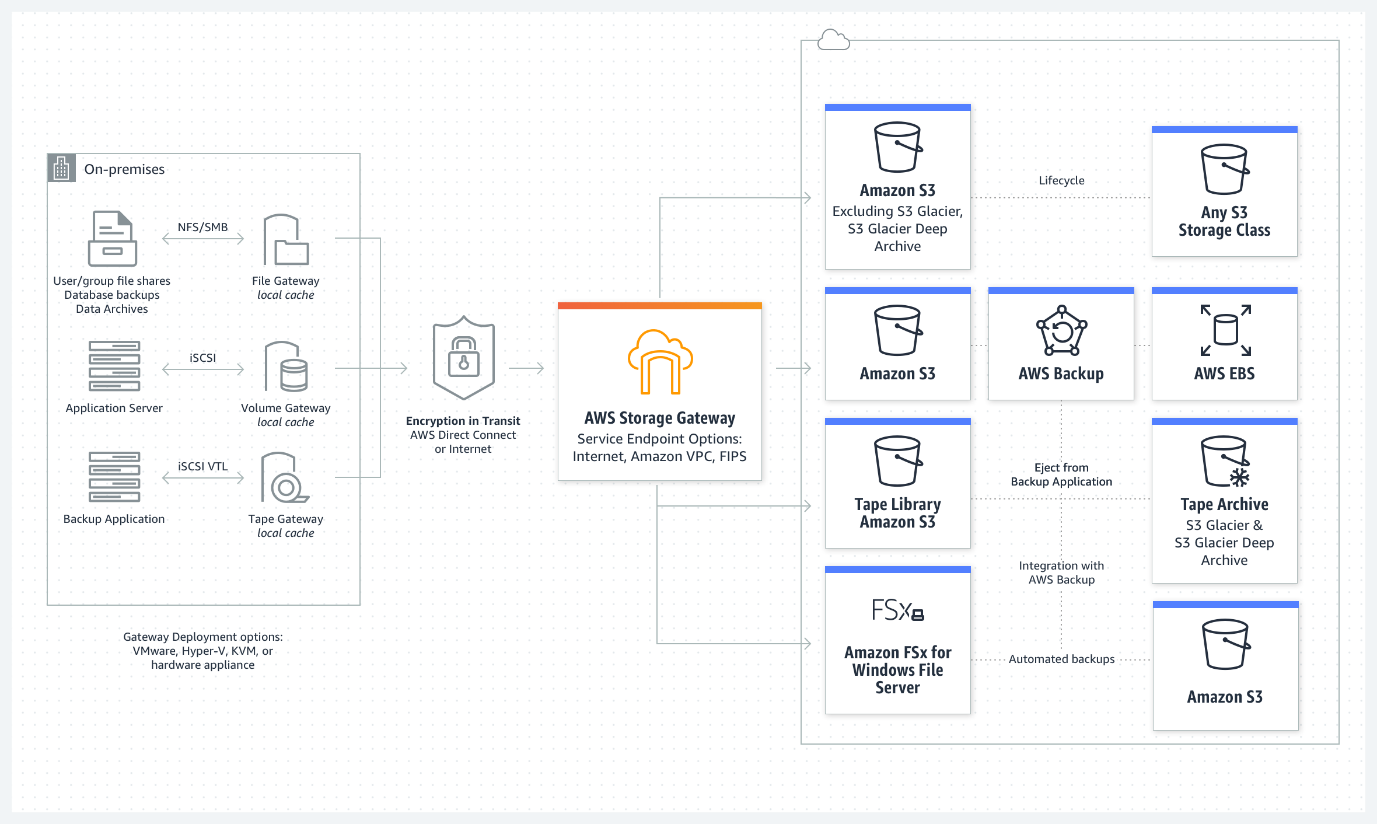 On-premises
NFS/SMB
User/group file shares
Database backups
Data Archives
File Gateway
local cache
iSCSI
Application Server
Volume Gateway
local cache
iSCSI VTL
Backup Application
Tape Gateway
local cache
Gateway Deployment options:
VMware, Hyper-V, KVM, or
hardware appliance
Encryption in Transit
AWS Direct Connect
or Internet
AWS Storage Gateway
Service Endpoint Options:
Internet, Amazon VPC, FIPS
Amazon S3
Excluding S3 Glacier,
S3 Glacier Deep
Archive
Lifecycle
Any S3
Storage Class
Amazon S3
AWS Backup
AWS EBS
Tape Library
Amazon S3
Eject from
Backup Application
Tape Archive
S3 Glacier &
S3 Glacier Deep
Archive
Integration with
AWS Backup
FSx
Amazon FSx for
Windows File
Server
Automated backups
Amazon S3